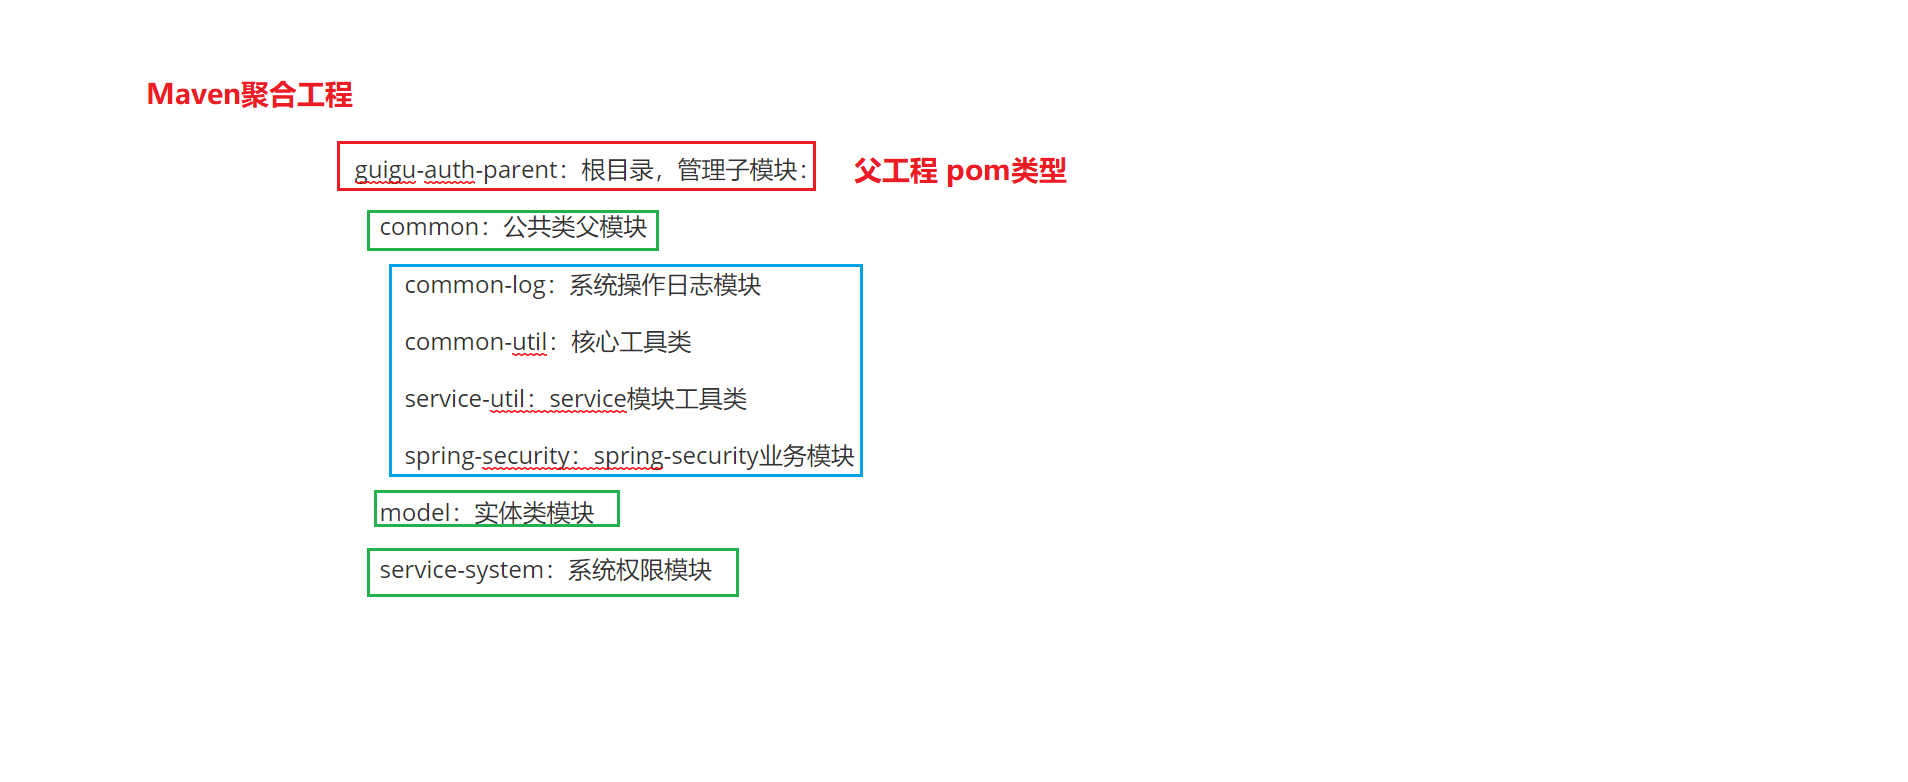 Maven聚合工程
guigu-auth-parent：根目录，管理子模块： 父工程 pom类型
common：公共类父模块
common-log：系统操作日志模块
common-util：核心工具类
service-util：service模块工具类
spring-security：spring-security业务模块
model：实体类模块
service-system：系统权限模块